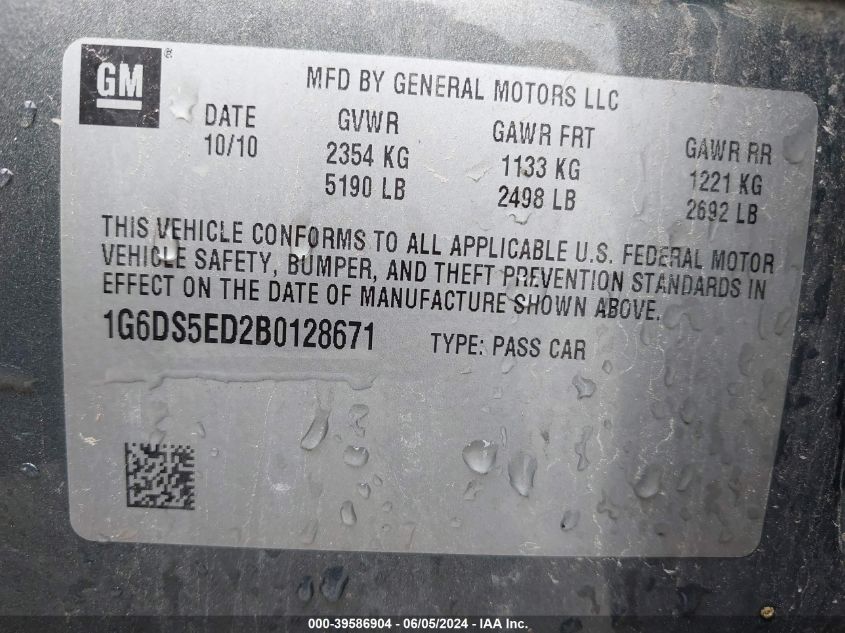 GM ®
MFD BY GENERAL MOTORS LLC
DATE GVWR GAWR FRT GAWR RR
10/10 2354 KG 1133 KG 1221 KG
5190 LB 2498 LB 2692 LB
THIS VEHICLE CONFORMS TO ALL APPLICABLE U.S. FEDERAL MOTOR
VEHICLE SAFETY, BUMPER, AND THEFT PREVENTION STANDARDS IN
EFFECT ON THE DATE OF MANUFACTURE SHOWN ABOVE.
1G6DS5ED2B0128671 TYPE: PASS CAR
000-39586904 - 06/05/2024 - IAA Inc.